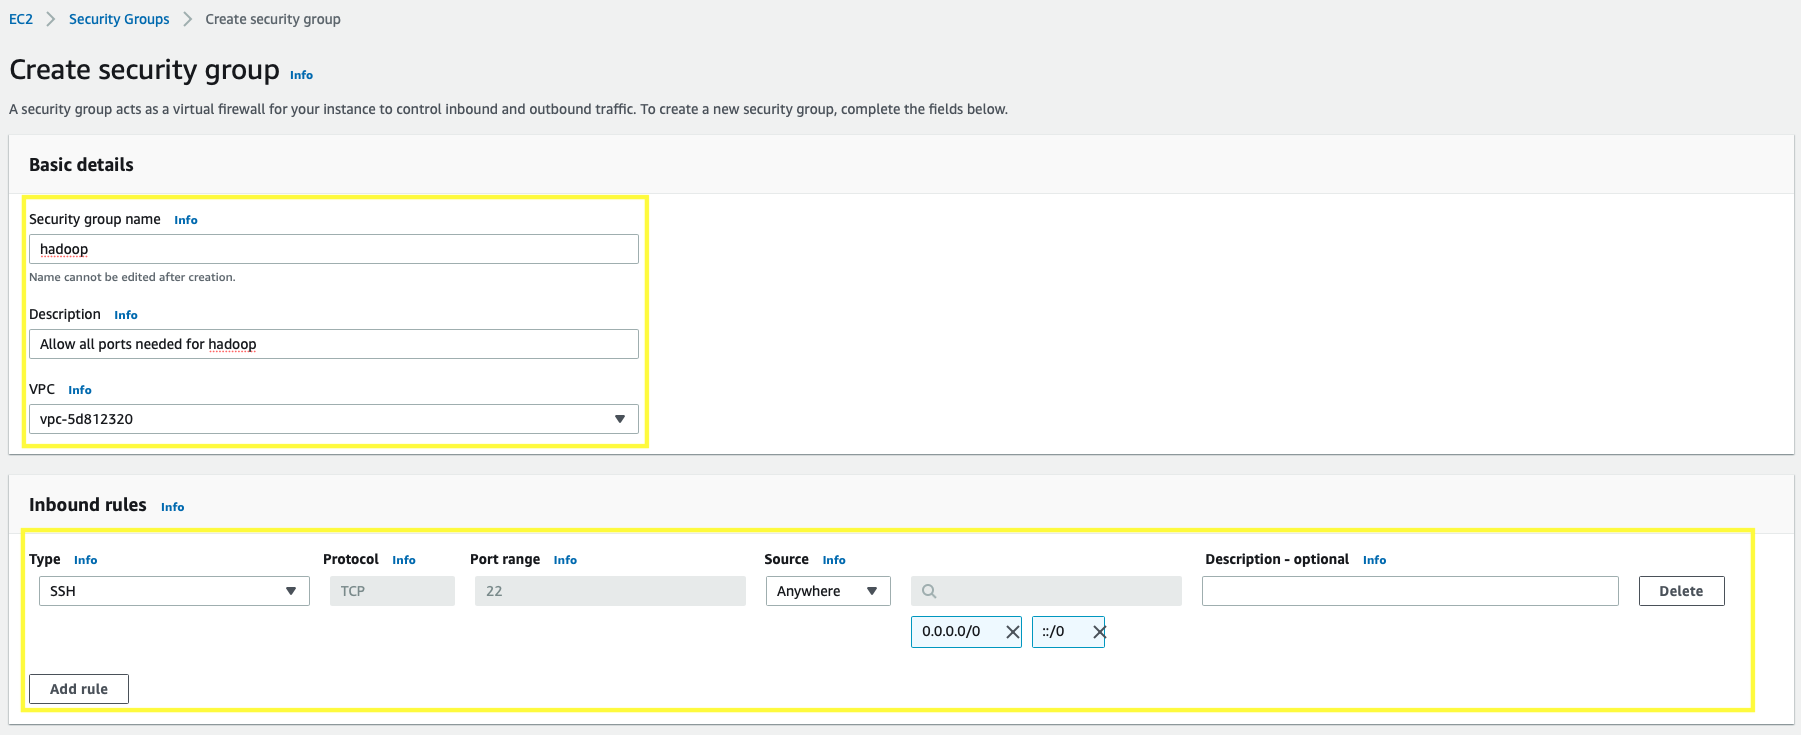 EC2 Security Groups Create security group
Create security group Info
A security group acts as a virtual firewall for your instance to control inbound and outbound traffic. To create a new security group, complete the fields below.
Basic details
Security group name Info
hadoop
Name cannot be edited after creation.
Description Info
Allow all ports needed for hadoop
VPC Info
vpc-5d812320
Inbound rules Info
Type Info Protocol Info Port range Info Source Info Description - optional Info
SSH TCP 22 Anywhere Delete
0.0.0.0/0 ::/0
Add rule